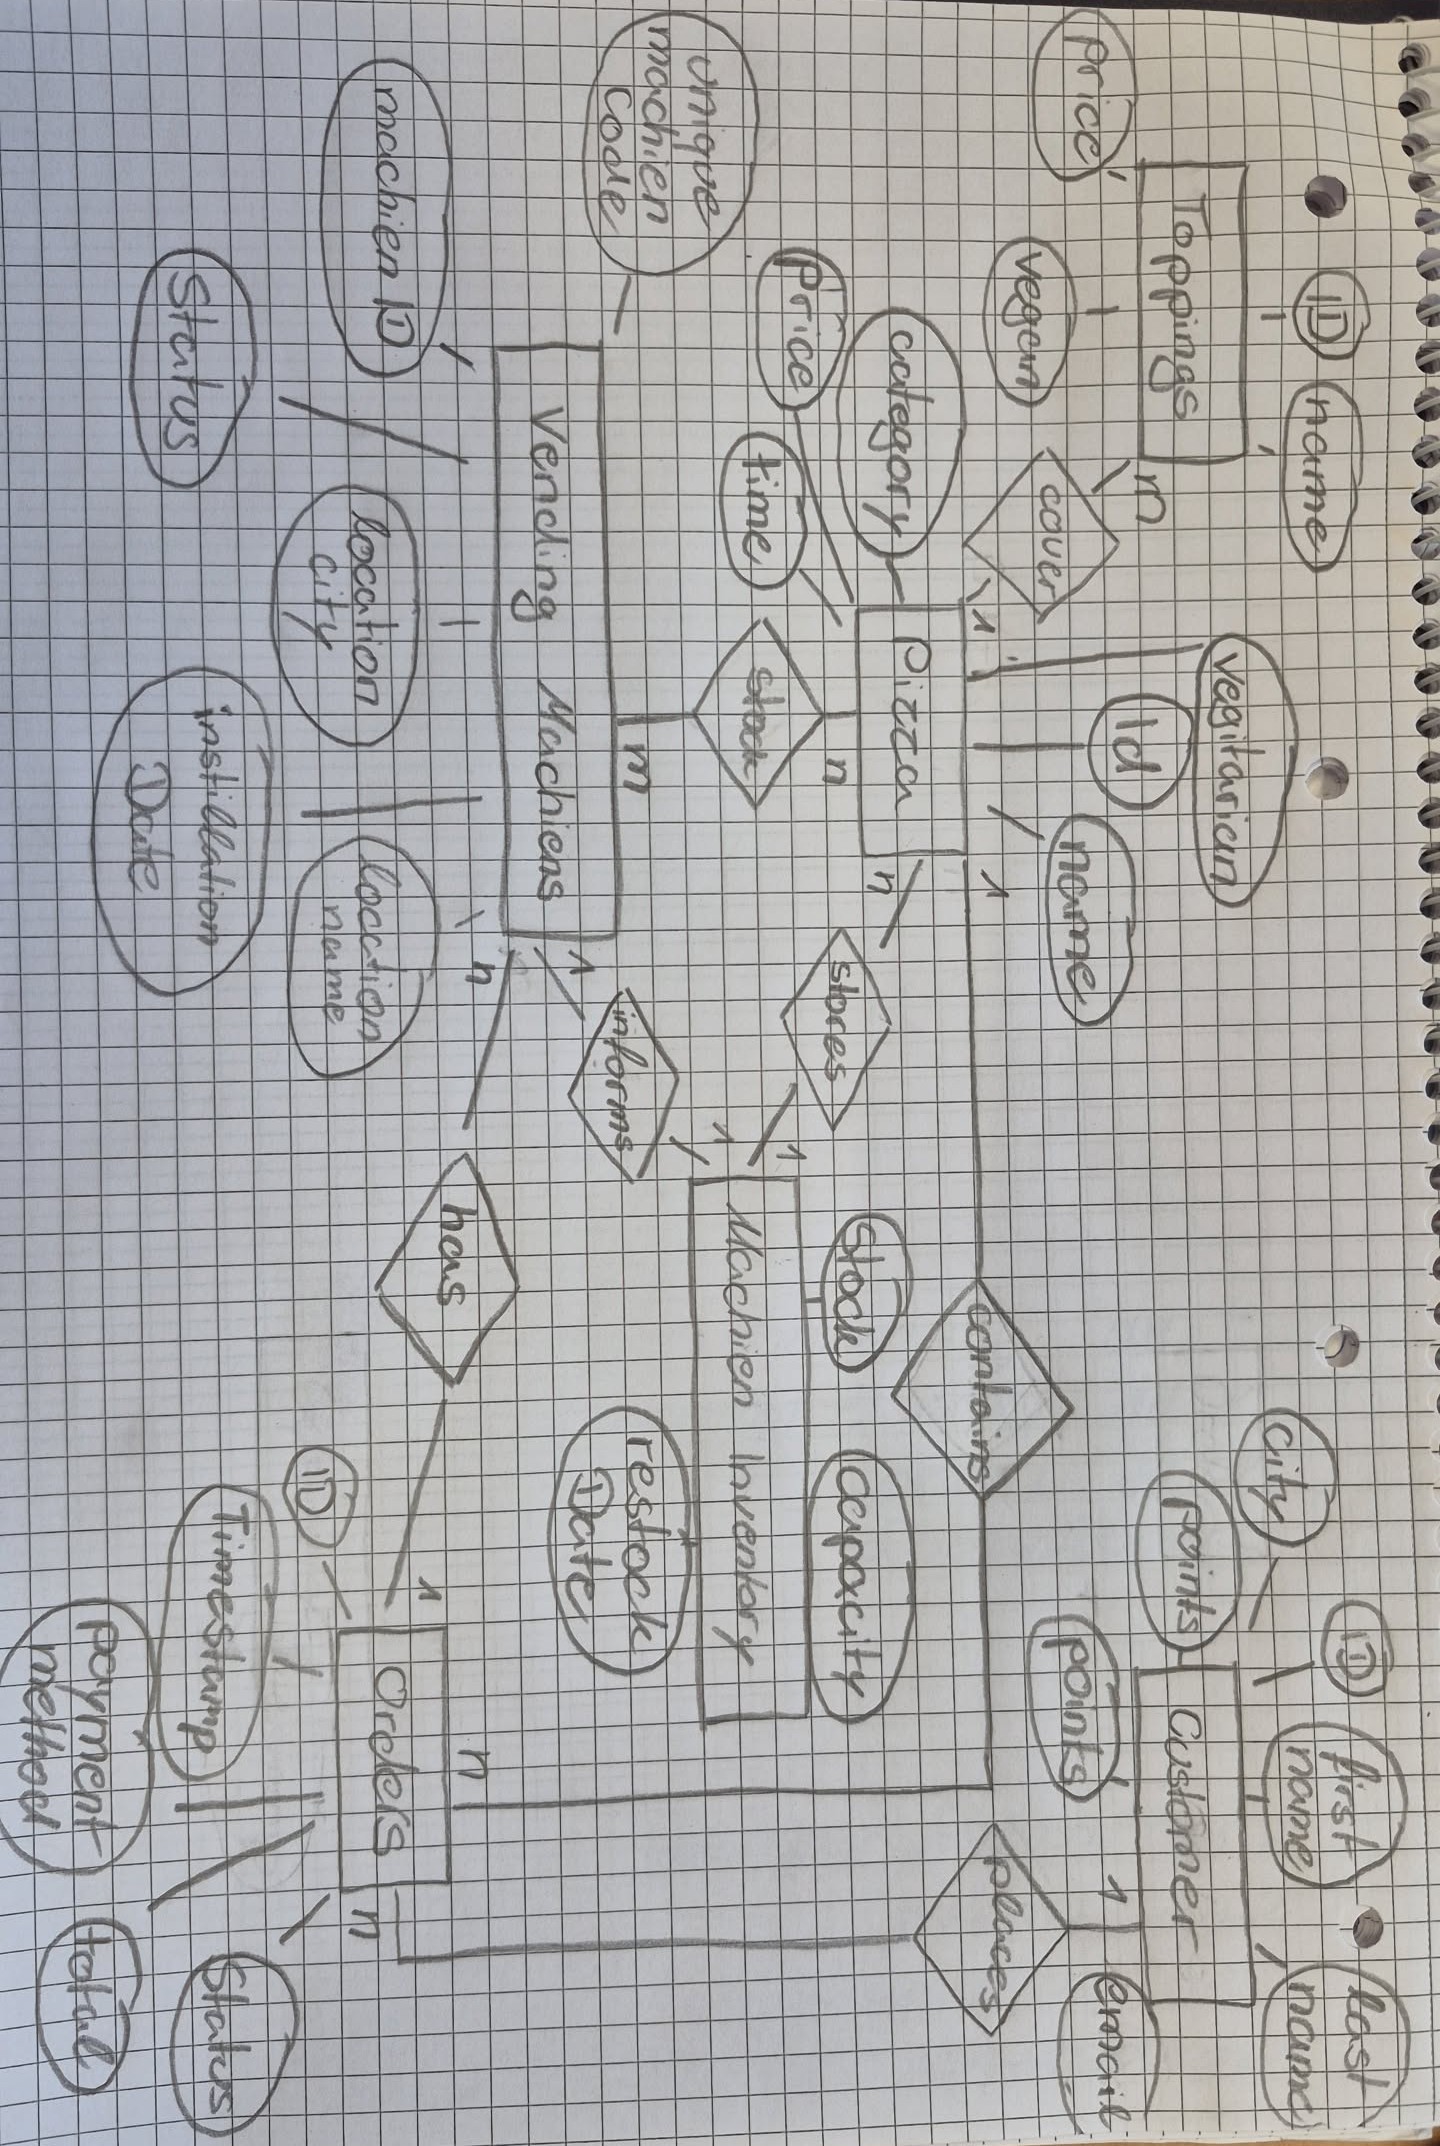 ID
name
Toppings
m
price
vegan
cover
1
vegitarian
Id
name
1
category
Pizza
n
Price
time
n
stock
m
stores
1
contains
city
ID
first
name
last
name
points
Customer
points
1
email
places
Stock
capacity
Machien Inventory
1
restock
Date
informs
1
unique
machien
Code
Vending Machiens
n
has
1
n
Orders
n
machien ID
Status
location
city
instillation
Date
location
name
ID
Timestamp
payment
method
total
Status